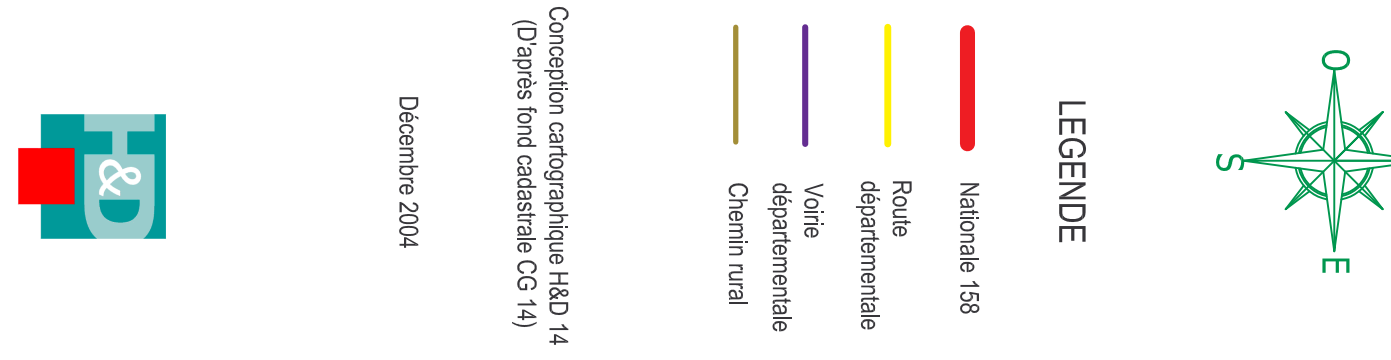 O
S
E
LEGENDE
Nationale 158
Route
départementale
Voirie
départementale
Chemin rural
Conception cartographique H&D 14
(D'après fond cadastrale CG 14)
Décembre 2004
H&D